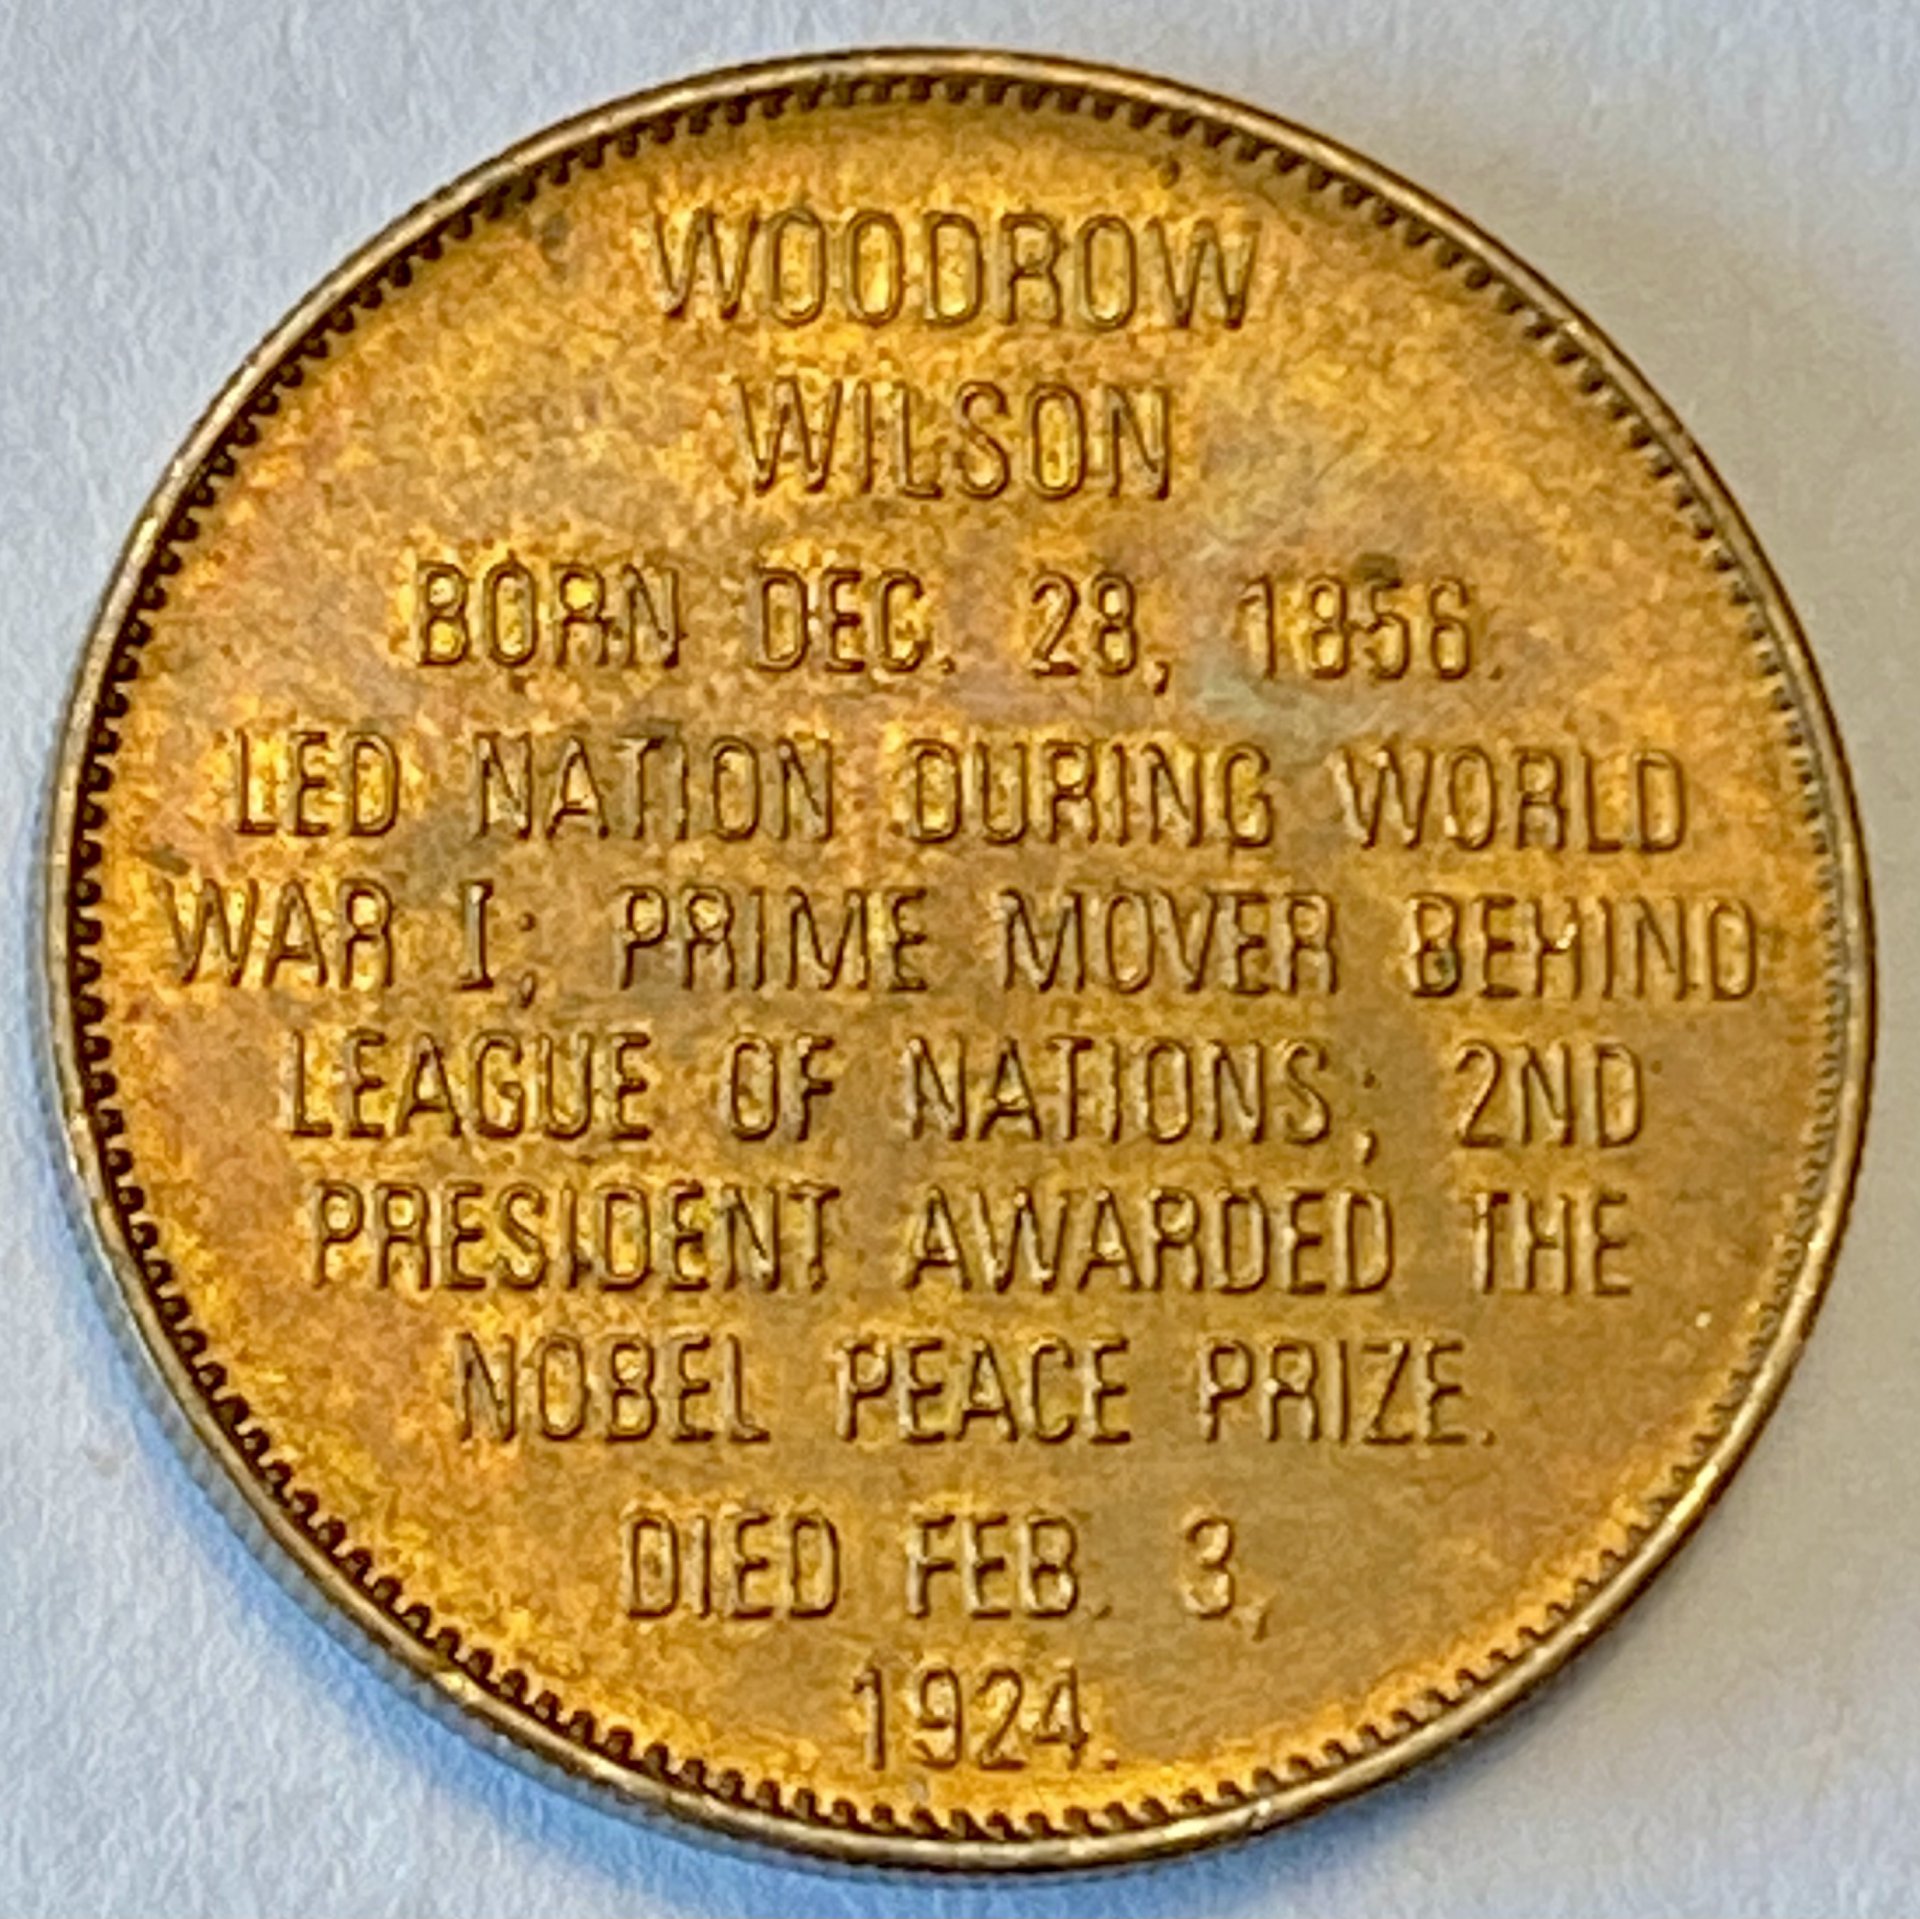 WOODROW
WILSON
BORN DEC. 28, 1856.
LED NATION DURING WORLD
WAR I; PRIME MOVER BEHIND
LEAGUE OF NATIONS; 2ND
PRESIDENT AWARDED THE
NOBEL PEACE PRIZE.
DIED FEB. 3,
1924.